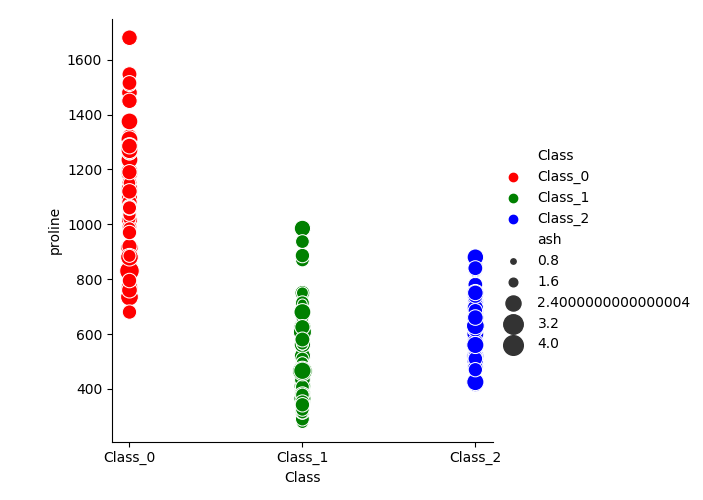 1600
1400
1200
1000
800
600
400
proline
Class_0
Class_1
Class_2
Class
Class
Class_0
Class_1
Class_2
ash
0.8
1.6
2.4000000000000004
3.2
4.0